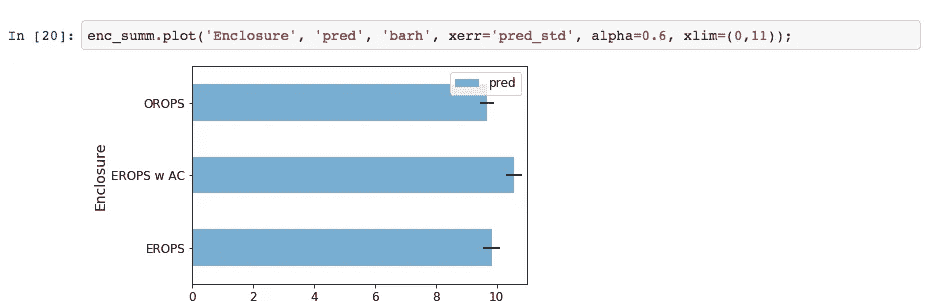 In [20]: enc_summ.plot('Enclosure', 'pred', 'barh', xerr='pred_std', alpha=0.6, xlim=(0,11));
pred
OROPS
EROPS w AC
EROPS
Enclosure
0 2 4 6 8 10